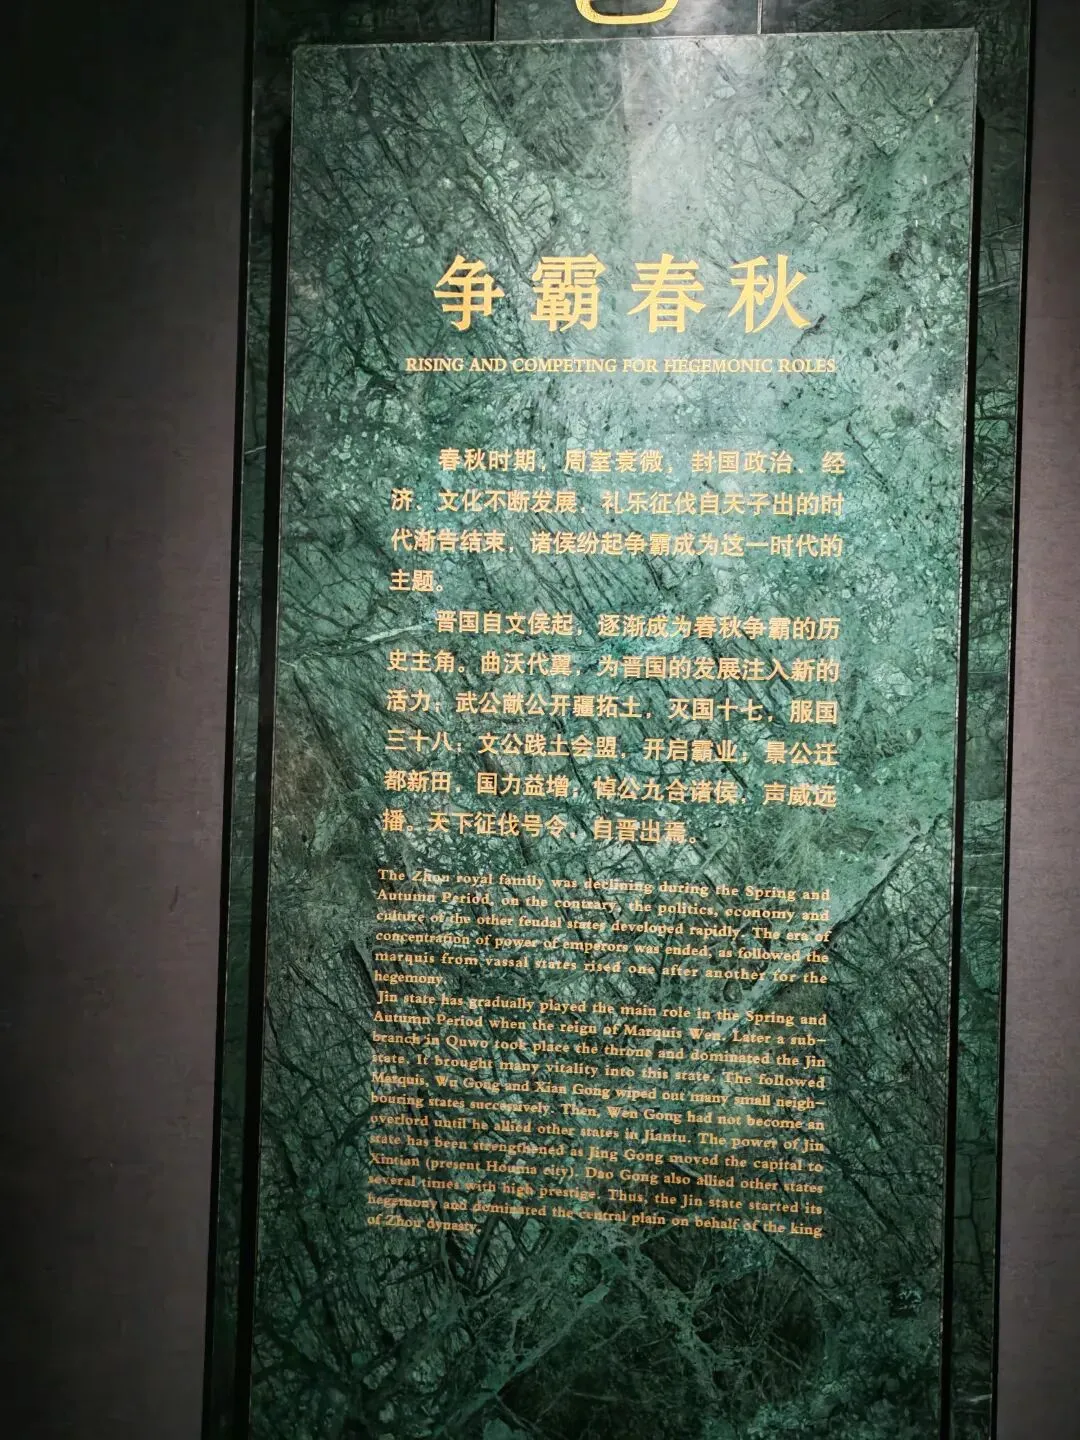 争霸春秋
RISING AND COMPETING FOR HEGEMONIC ROLES
春秋时期，周室衰微，封国政治、经
济、文化不断发展，礼乐征伐自天子出的时
代渐告结束，诸侯纷起争霸成为这一时代的
主题。
晋国自文侯起，逐渐成为春秋争霸的历
史主角。曲沃代翼，为晋国的发展注入新的
活力；武公献公开疆拓土，灭国十七，服国
三十八；文公践土会盟，开启霸业；景公迁
都新田，国力益增；悼公九合诸侯，声威远
播。天下征伐号令，自晋出焉。
The Zhou royal family was declining during the Spring and
Autumn Period, on the contrary, the politics, economy and
culture of the other feudal states developed rapidly. The era of
concentration of power of emperors was ended, as followed the
marquis from vassal states rised one after another for the
hegemony.
Jin state has gradually played the main role in the Spring and
Autumn Period when the reign of Marquis Wen. Later a sub-
branch in Quwo took place the throne and dominated the Jin
state. It brought many vitality into this state. The followed
Marquis, Wu Gong and Xian Gong wiped out many small neigh-
bouring states succesively. Then, Wen Gong had not become an
overlord until he allied other states in Jiantu. The power of Jin
state has been strengthened as Jing Gong moved the capital to
Xintian (present Houma city). Dao Gong also allied other states
several times with high prestige. Thus, the Jin state started its
hegemony and dominated the central plain on behalf of the king
of Zhou dynasty.